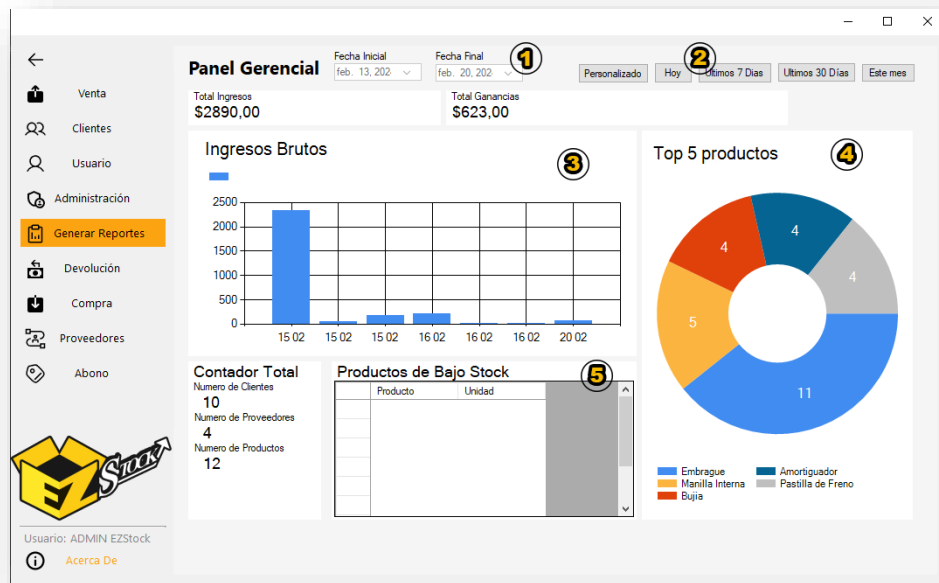 Venta
Clientes
Usuario
Administración
Generar Reportes
Devolución
Compra
Proveedores
Abono
EZ STOCK
Usuario: ADMIN EZStock
Acerca De
Panel Gerencial
Fecha Inicial
feb. 13, 202
Fecha Final
feb. 20, 202
1
2
Personalizado
Hoy
Ultimos 7 Dias
Ultimos 30 Días
Este mes
Total Ingresos
$2890,00
Total Ganancias
$623,00
Ingresos Brutos
3
2500
2000
1500
1000
500
0
15 02 15 02 15 02 16 02 16 02 16 02 20 02
Top 5 productos
4
4
4
4
5
11
Embrague
Amortiguador
Manilla Interna
Pastilla de Freno
Bujia
Contador Total
Numero de Clientes
10
Numero de Proveedores
4
Numero de Productos
12
Productos de Bajo Stock
5
Producto Unidad